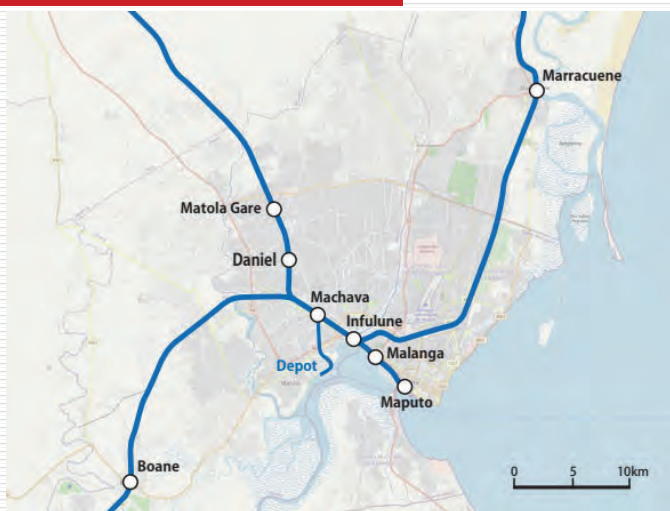 Marracuene
Matola Gare
Daniel
Machava
Infulune
Malanga
Depot
Maputo
Boane
0 5 10km